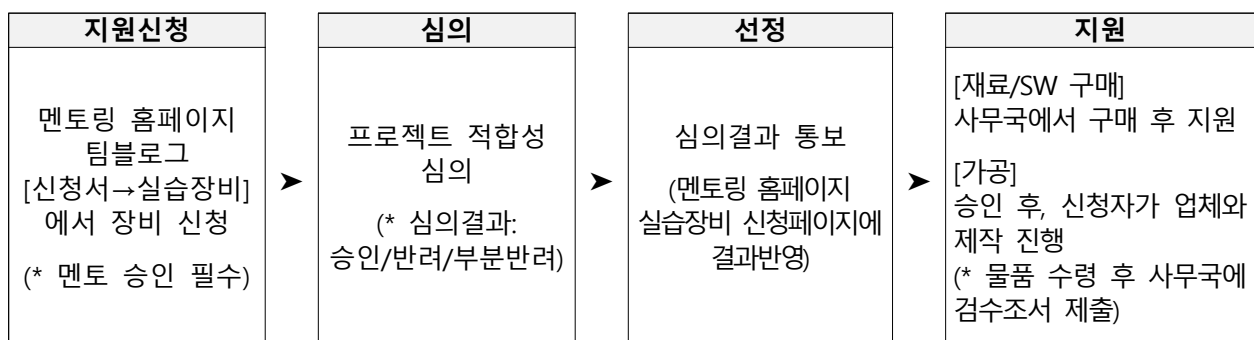 지원신청
멘토링 홈페이지
팀블로그
[신청서→실습장비]
에서 장비 신청
(* 멘토 승인 필수)
➤
심의
프로젝트 적합성
심의
(* 심의결과:
승인/반려/부분반려)
➤
선정
심의결과 통보
(멘토링 홈페이지
실습장비 신청페이지에
결과반영)
➤
지원
[재료/SW 구매]
사무국에서 구매 후 지원
[가공]
승인 후, 신청자가 업체와
제작 진행
(* 물품 수령 후 사무국에
검수조서 제출)